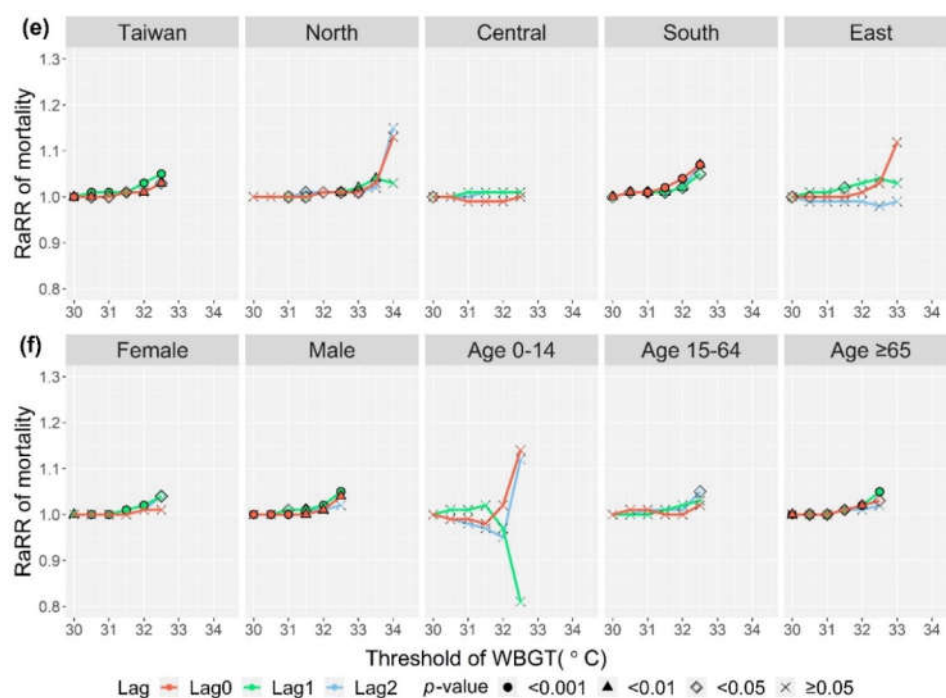 (e)
Taiwan North Central South East
RaRR of mortality
1.3
1.2
1.1
1.0
0.9
0.8
30 31 32 33 34 30 31 32 33 34 30 31 32 33 34 30 31 32 33 34 30 31 32 33 34
(f)
Female Male Age 0-14 Age 15-64 Age ≥65
RaRR of mortality
1.3
1.2
1.1
1.0
0.9
0.8
30 31 32 33 34 30 31 32 33 34 30 31 32 33 34 30 31 32 33 34 30 31 32 33 34
Threshold of WBGT( ° C)
Lag Lag0 Lag1 Lag2 p-value <0.001 <0.01 <0.05 ≥0.05